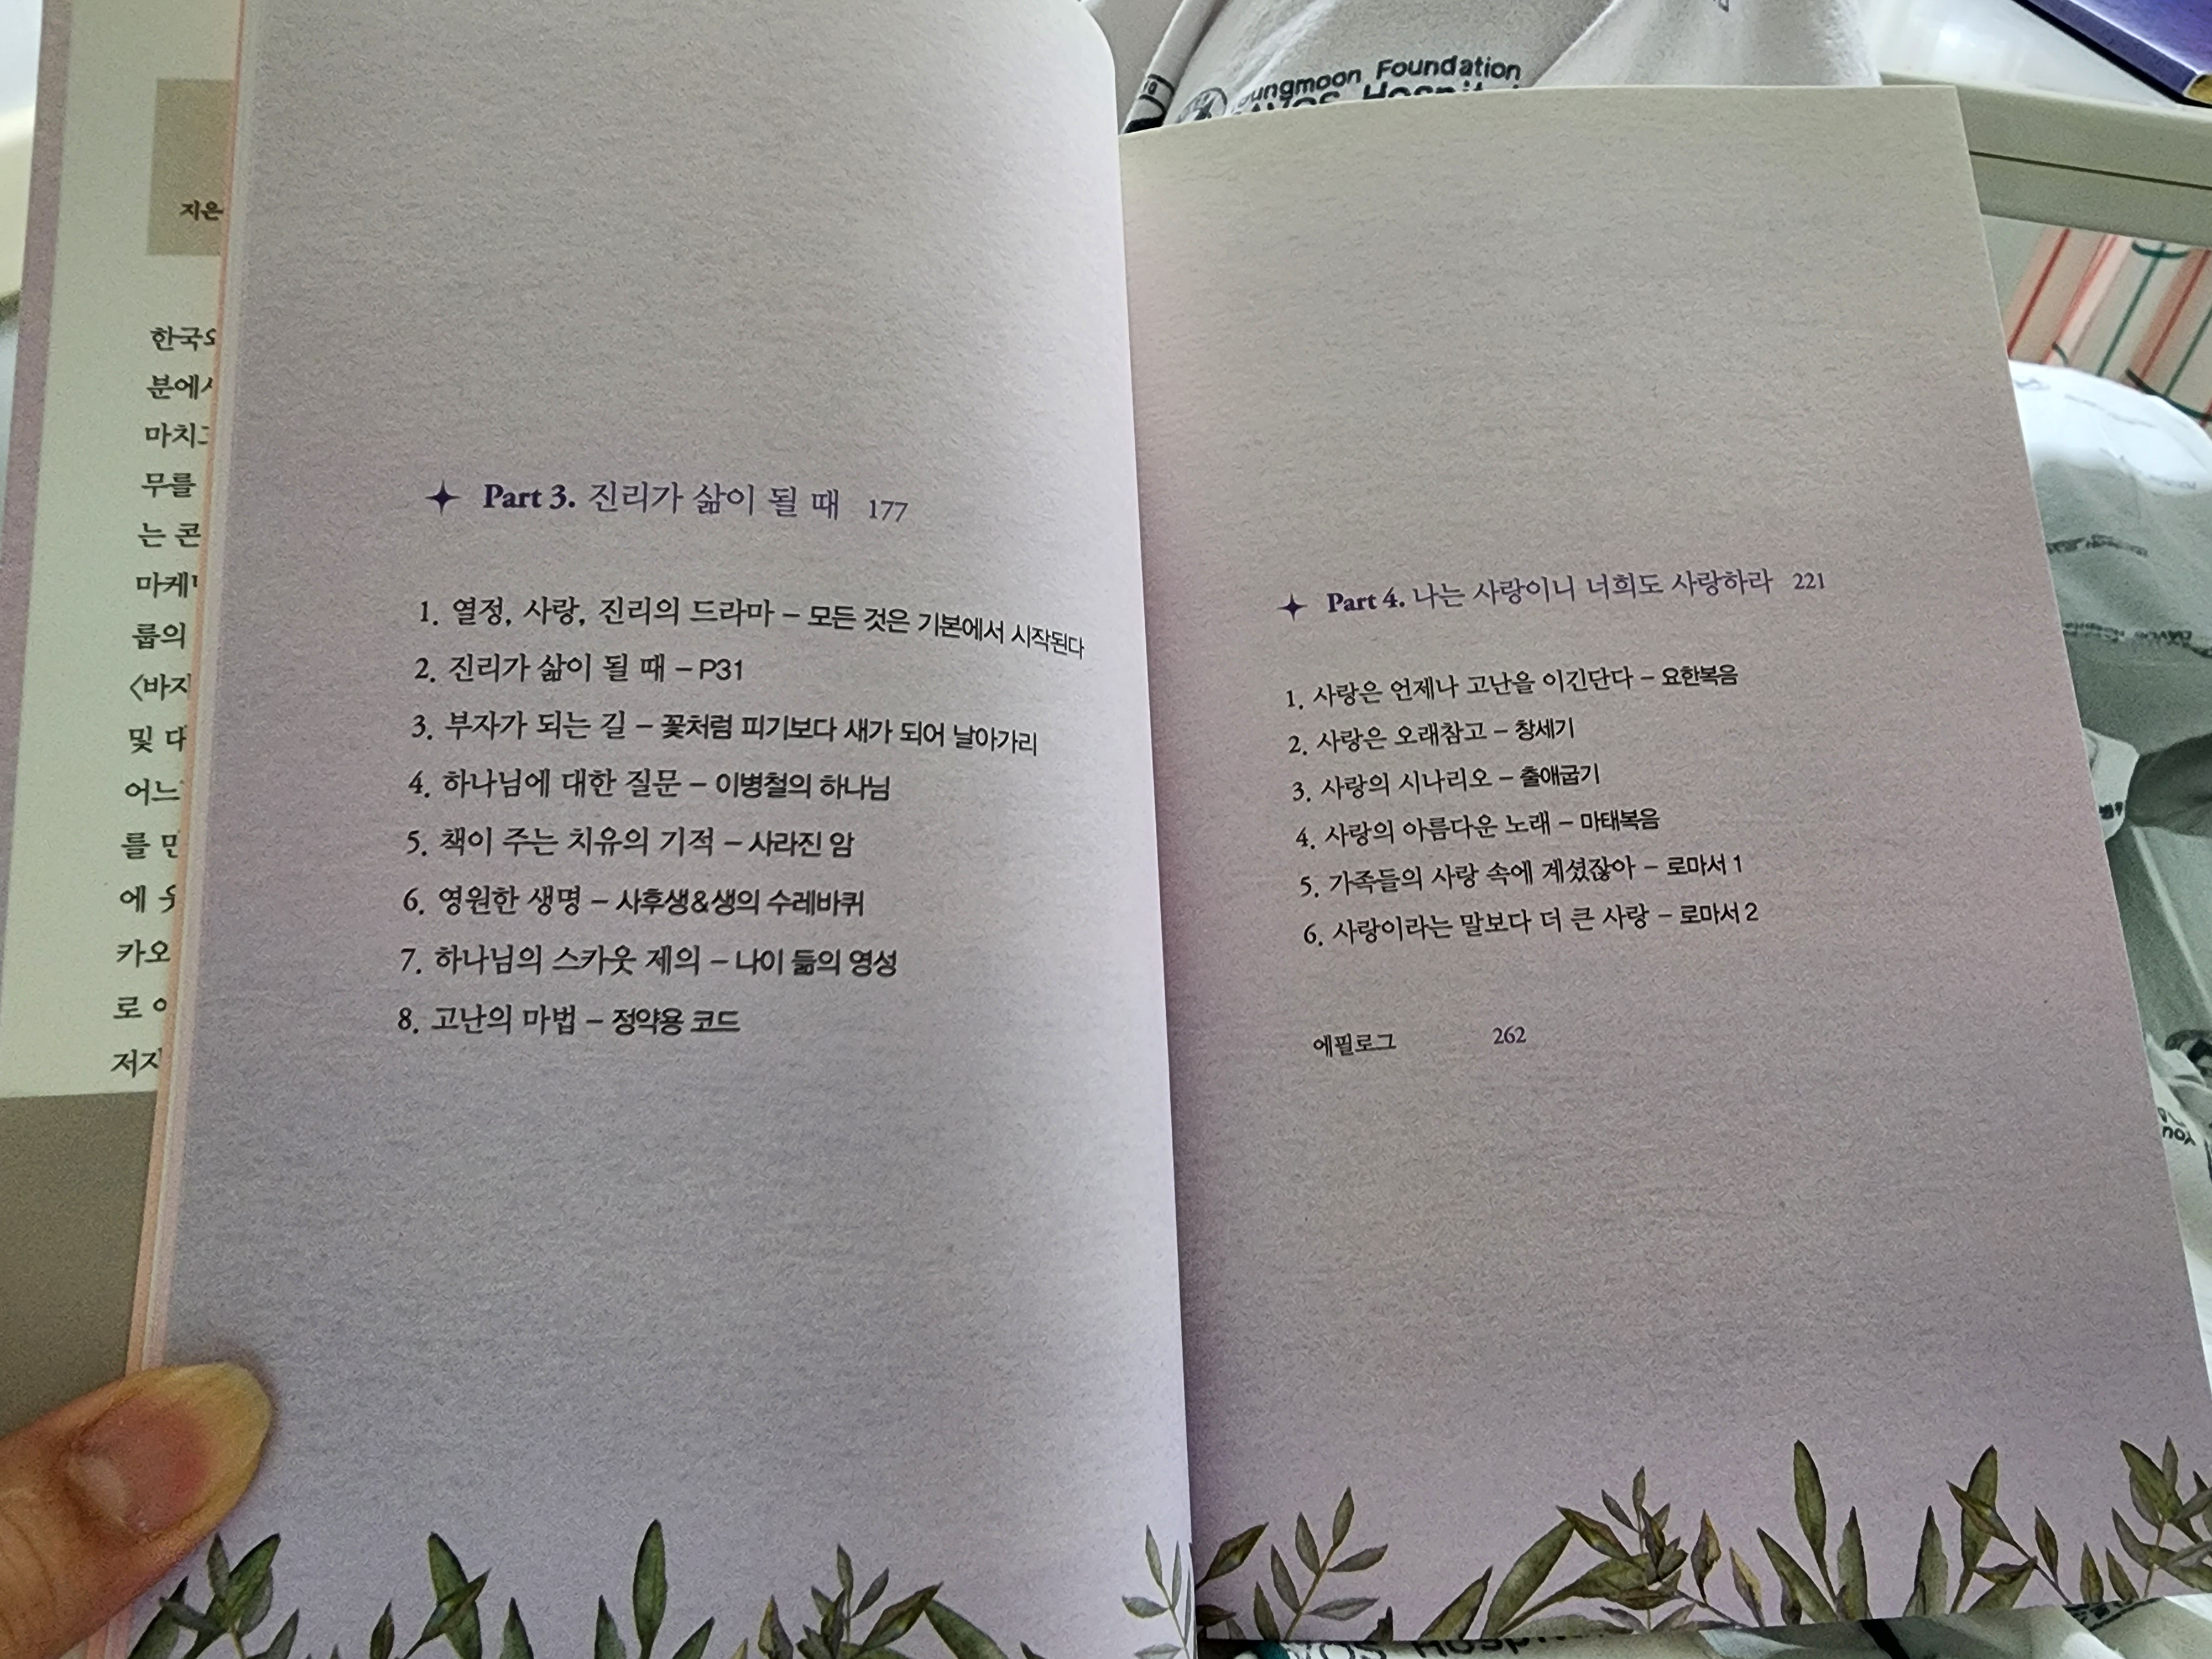 지은
한국
분에서
마치고
무를
는 콘
마케
룹의
<바자
및 대
어느
를 만
에
카오
로
저자
Part 3. 진리가 삶이 될 때 177
1. 열정, 사랑, 진리의 드라마 – 모든 것은 기본에서 시작된다
2. 진리가 삶이 될 때 – P31
3. 부자가 되는 길 – 꽃처럼 피기보다 새가 되어 날아가리
4. 하나님에 대한 질문 – 이병철의 하나님
5. 책이 주는 치유의 기적 – 사라진 암
6. 영원한 생명 – 사후생&생의 수레바퀴
7. 하나님의 스카웃 제의 – 나이 듦의 영성
8. 고난의 마법 – 정약용 코드
Part 4. 나는 사랑이니 너희도 사랑하라 221
1. 사랑은 언제나 고난을 이긴단다 – 요한복음
2. 사랑은 오래참고 – 창세기
3. 사랑의 시나리오 – 출애굽기
4. 사랑의 아름다운 노래 – 마태복음
5. 가족들의 사랑 속에 계셨잖아 – 로마서 1
6. 사랑이라는 말보다 더 큰 사랑 – 로마서 2
에필로그 262
ungmoon Foundation
Hospital